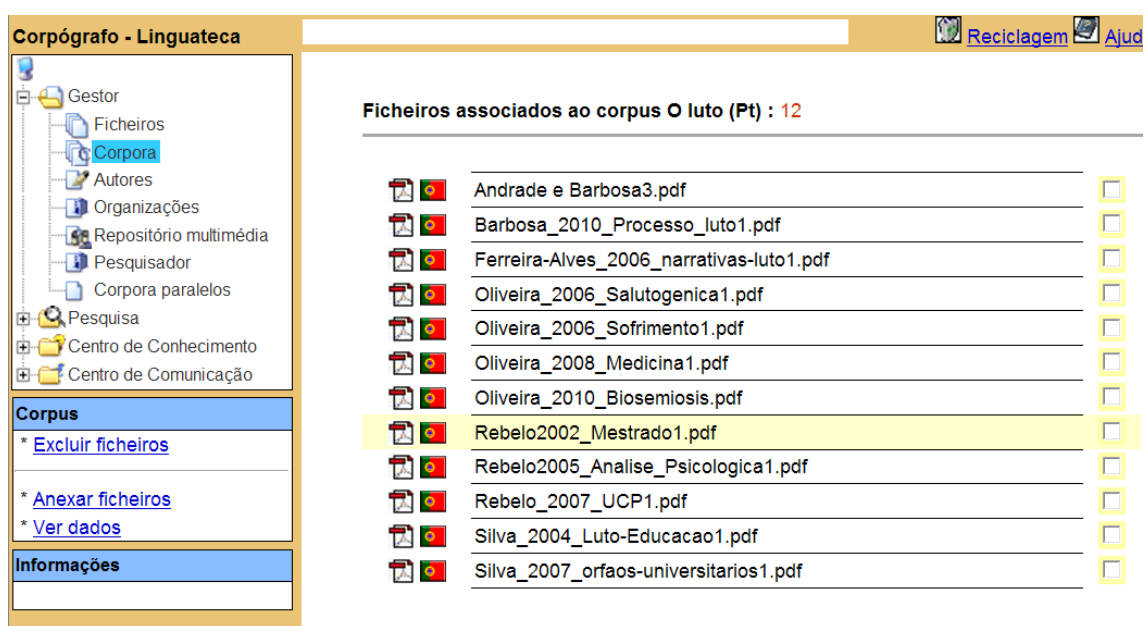 Corpógrafo - Linguateca
Reciclagem
Ajud
Gestor
Ficheiros
Corpora
Autores
Organizações
Repositório multimédia
Pesquisador
Corpora paralelos
Pesquisa
Centro de Conhecimento
Centro de Comunicação
Corpus
* Excluir ficheiros
* Anexar ficheiros
* Ver dados
Informações
Ficheiros associados ao corpus O luto (Pt) : 12
Andrade e Barbosa3.pdf
Barbosa_2010_Processo_luto1.pdf
Ferreira-Alves_2006_narrativas-luto1.pdf
Oliveira_2006_Salutogenica1.pdf
Oliveira_2006_Sofrimento1.pdf
Oliveira_2008_Medicina1.pdf
Oliveira_2010_Biosemiosis.pdf
Rebelo2002_Mestrado1.pdf
Rebelo2005_Analise_Psicologica1.pdf
Rebelo_2007_UCP1.pdf
Silva_2004_Luto-Educacao1.pdf
Silva_2007_orfaos-universitarios1.pdf